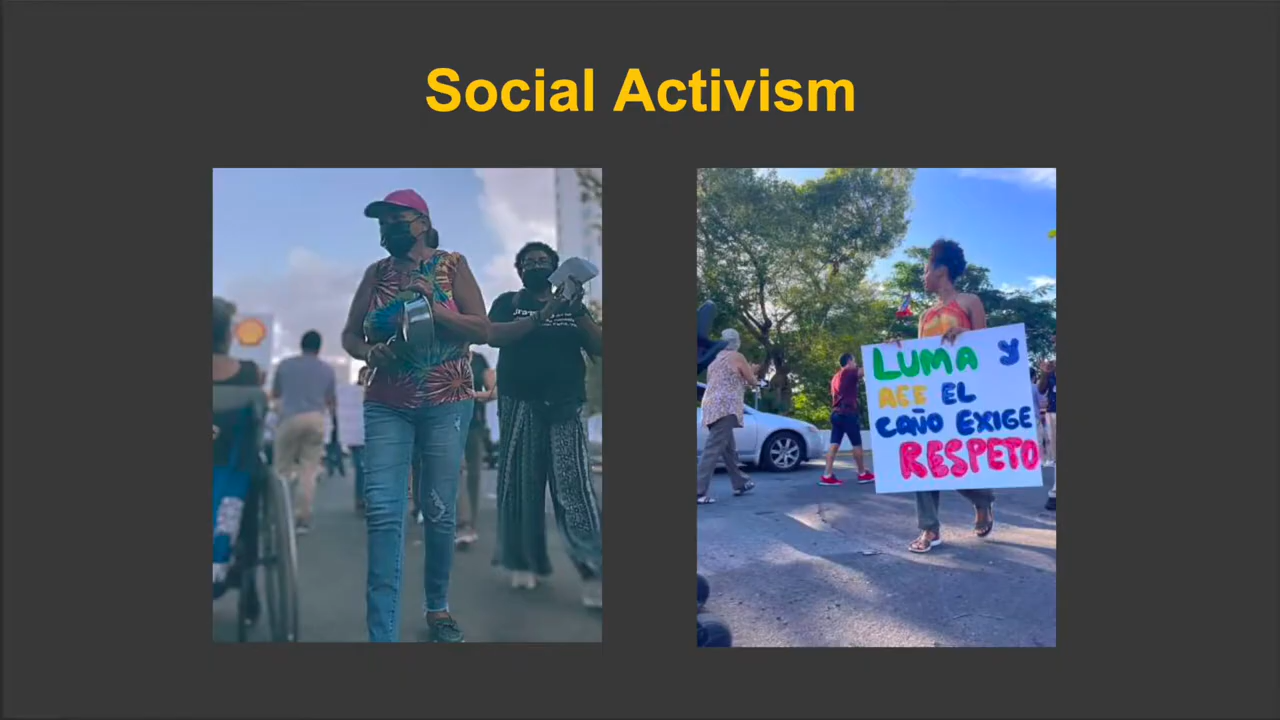 Social Activism
LUMA Y
AEE EL
CAÑO EXIGE
RESPETO